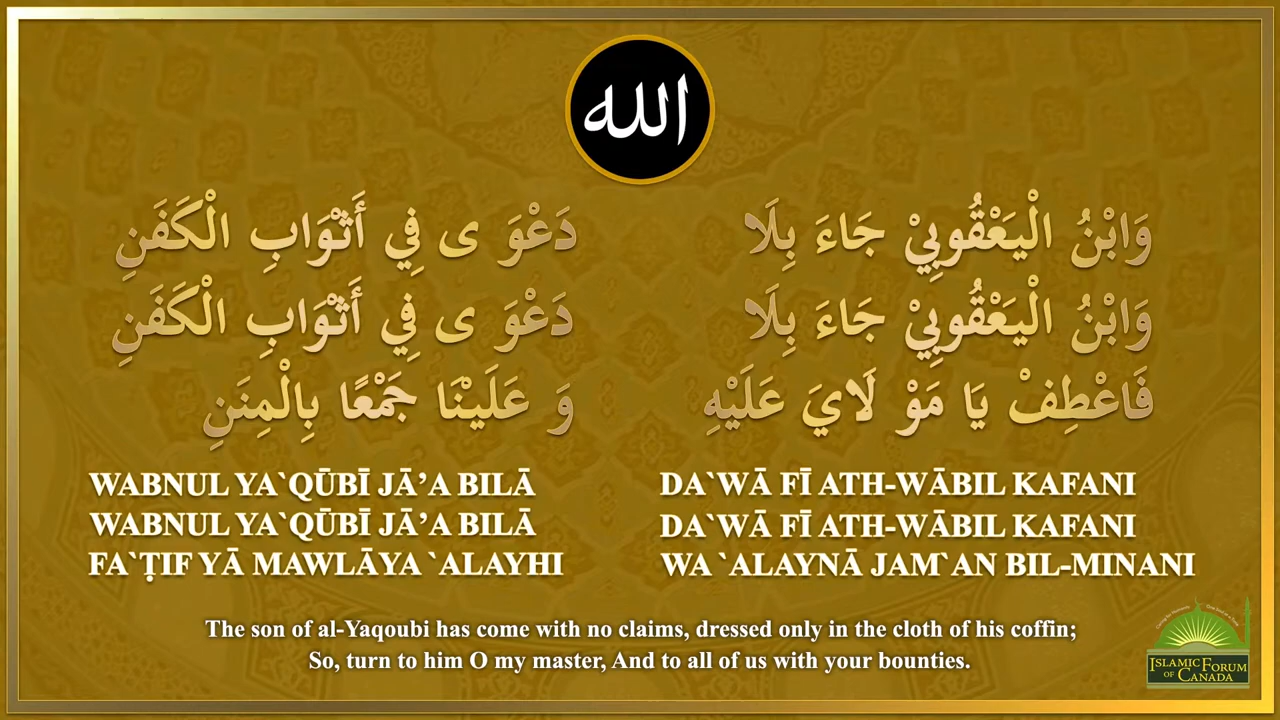 الله
وَابْنُ الْيَعْقُوبِيْ جَاءَ بِلَا دَعْوَ ى فِي أَثْوَابِ الْكَفَنِ
وَابْنُ الْيَعْقُوبِيْ جَاءَ بِلَا دَعْوَ ى فِي أَثْوَابِ الْكَفَنِ
فَاعْطِفْ يَا مَوْ لَايَ عَلَيْهِ وَ عَلَيْنَا جَمْعًا بِالْمِنَنِ
WABNUL YA`QŪBĪ JĀ’A BILĀ DA`WĀ FĪ ATH-WĀBIL KAFANI
WABNUL YA`QŪBĪ JĀ’A BILĀ DA`WĀ FĪ ATH-WĀBIL KAFANI
FA`ṬIF YĀ MAWLĀYA `ALAYHI WA `ALAYNĀ JAM`AN BIL-MINANI
The son of al-Yaqoubi has come with no claims, dressed only in the cloth of his coffin;
So, turn to him O my master, And to all of us with your bounties.
ISLAMIC FORUM
OF CANADA